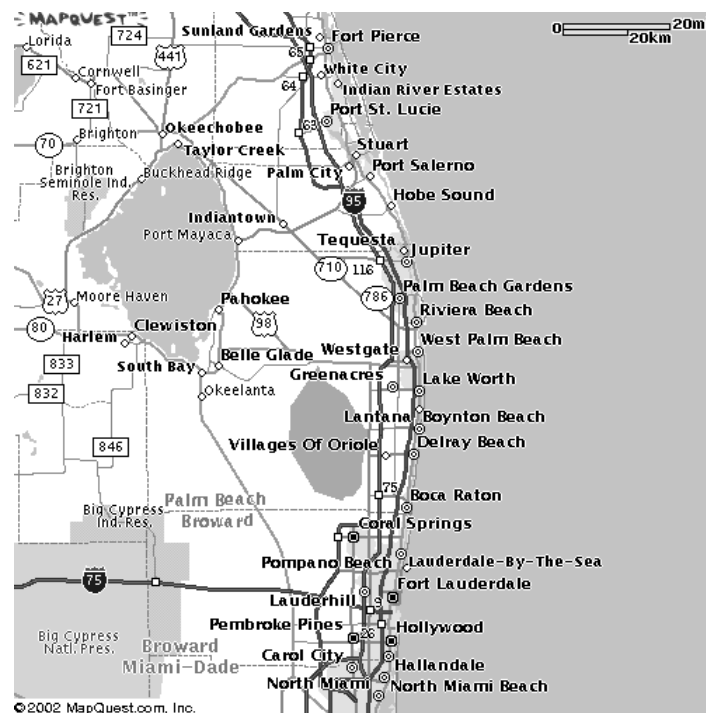 MAPQUEST™
0 20m
20km
Sunland Gardens
Fort Pierce
Lorida
724
441
65
621
Cornwell
64
White City
Fort Basinger
Indian River Estates
721
Port St. Lucie
63
Brighton
Okeechobee
70
Taylor Creek
Stuart
Brighton
Seminole Ind.
Res.
Buckhead Ridge
Palm City
Port Salerno
95
Hobe Sound
Indiantown
Port Mayaca
Tequesta
Jupiter
710
116
27
Moore Haven
Pahokee
786
Palm Beach Gardens
98
Riviera Beach
80
Clewiston
Harlem
Westgate
West Palm Beach
Belle Glade
833
South Bay
Greenacres
Lake Worth
832
Okeelanta
Lantana
Boynton Beach
846
Villages Of Oriole
Delray Beach
75
Boca Raton
Palm Beach
Broward
Big Cypress
Ind. Res.
Coral Springs
Pompano Beach
Lauderdale-By-The-Sea
75
Fort Lauderdale
Lauderhill
9
Pembroke Pines
26
Hollywood
Big Cypress
Natl. Pres.
Broward
Miami-Dade
Carol City
Hallandale
North Miami
North Miami Beach
©2002 MapQuest.com, Inc.